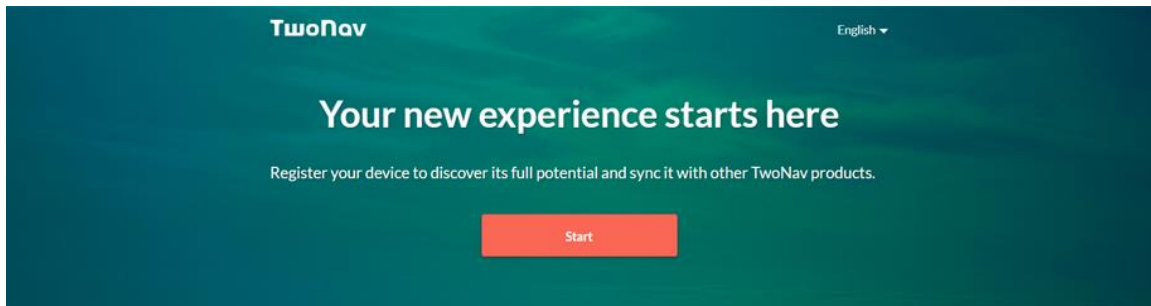 TwoNav
English
Your new experience starts here
Register your device to discover its full potential and sync it with other TwoNav products.
Start